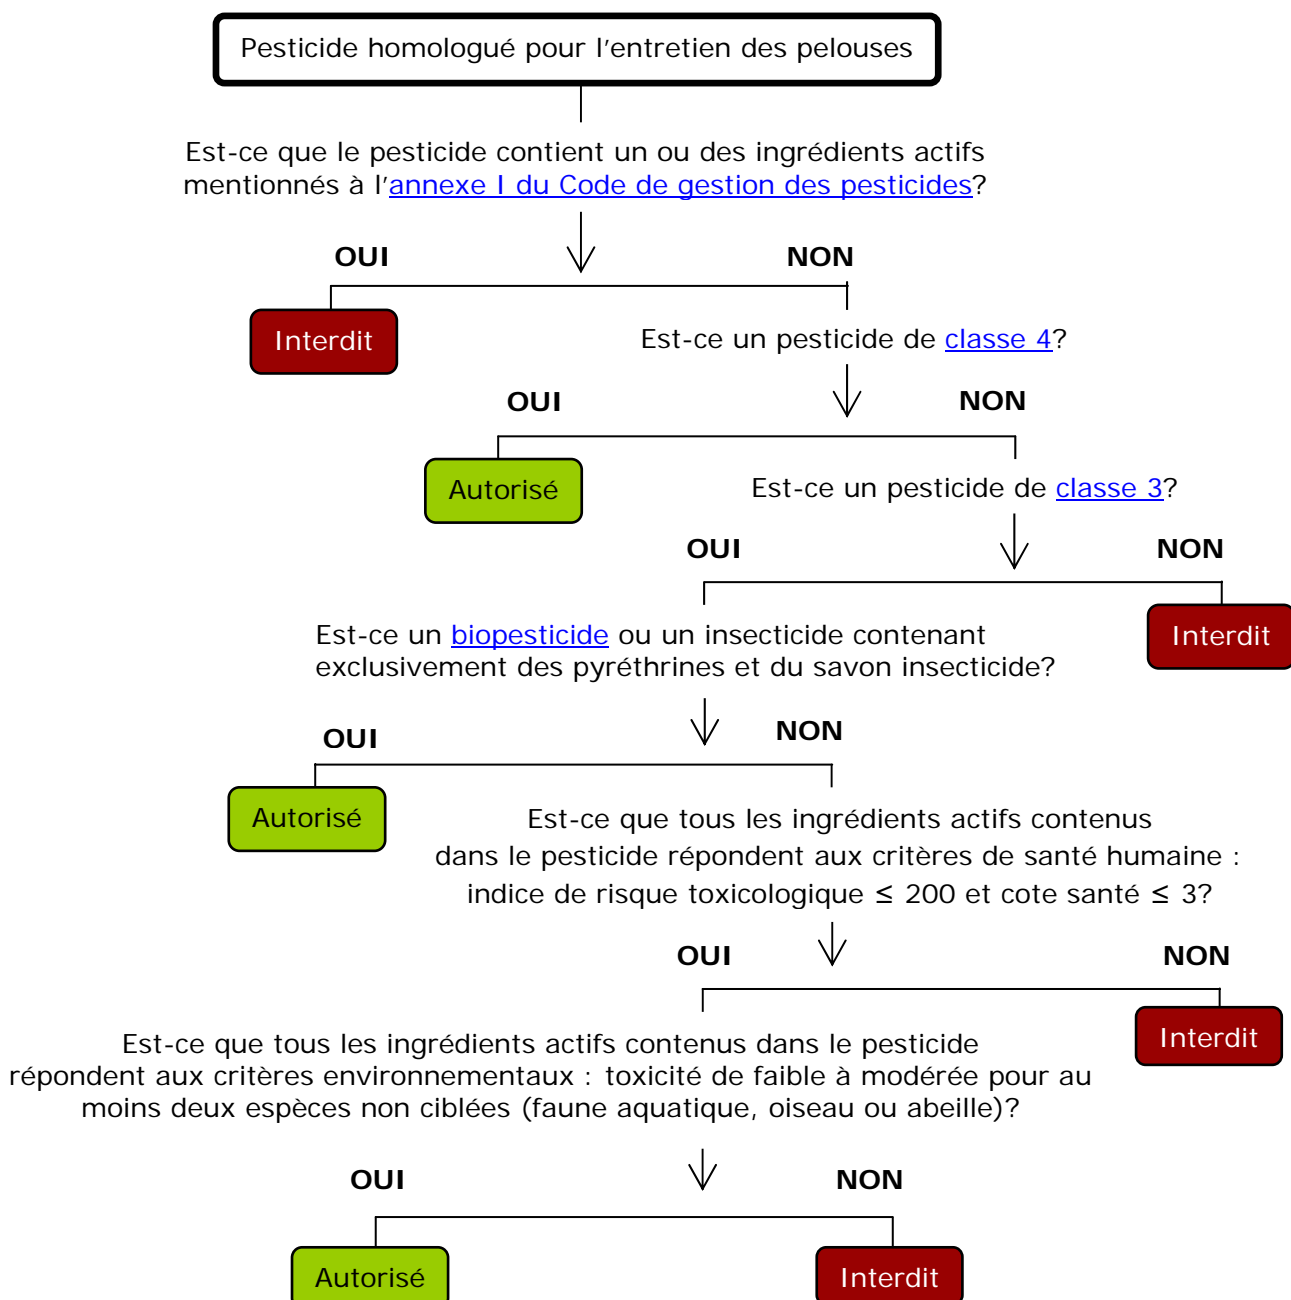 Pesticide homologué pour l'entretien des pelouses
Est-ce que le pesticide contient un ou des ingrédients actifs
mentionnés à l'annexe I du Code de gestion des pesticides?
OUI
NON
Interdit
Est-ce un pesticide de classe 4?
OUI
NON
Autorisé
Est-ce un pesticide de classe 3?
OUI
NON
Est-ce un biopesticide ou un insecticide contenant
exclusivement des pyréthrines et du savon insecticide?
Interdit
OUI
NON
Autorisé
Est-ce que tous les ingrédients actifs contenus
dans le pesticide répondent aux critères de santé humaine :
indice de risque toxicologique ≤ 200 et cote santé ≤ 3?
OUI
NON
Interdit
Est-ce que tous les ingrédients actifs contenus dans le pesticide
répondent aux critères environnementaux : toxicité de faible à modérée pour au
moins deux espèces non ciblées (faune aquatique, oiseau ou abeille)?
OUI
NON
Autorisé
Interdit